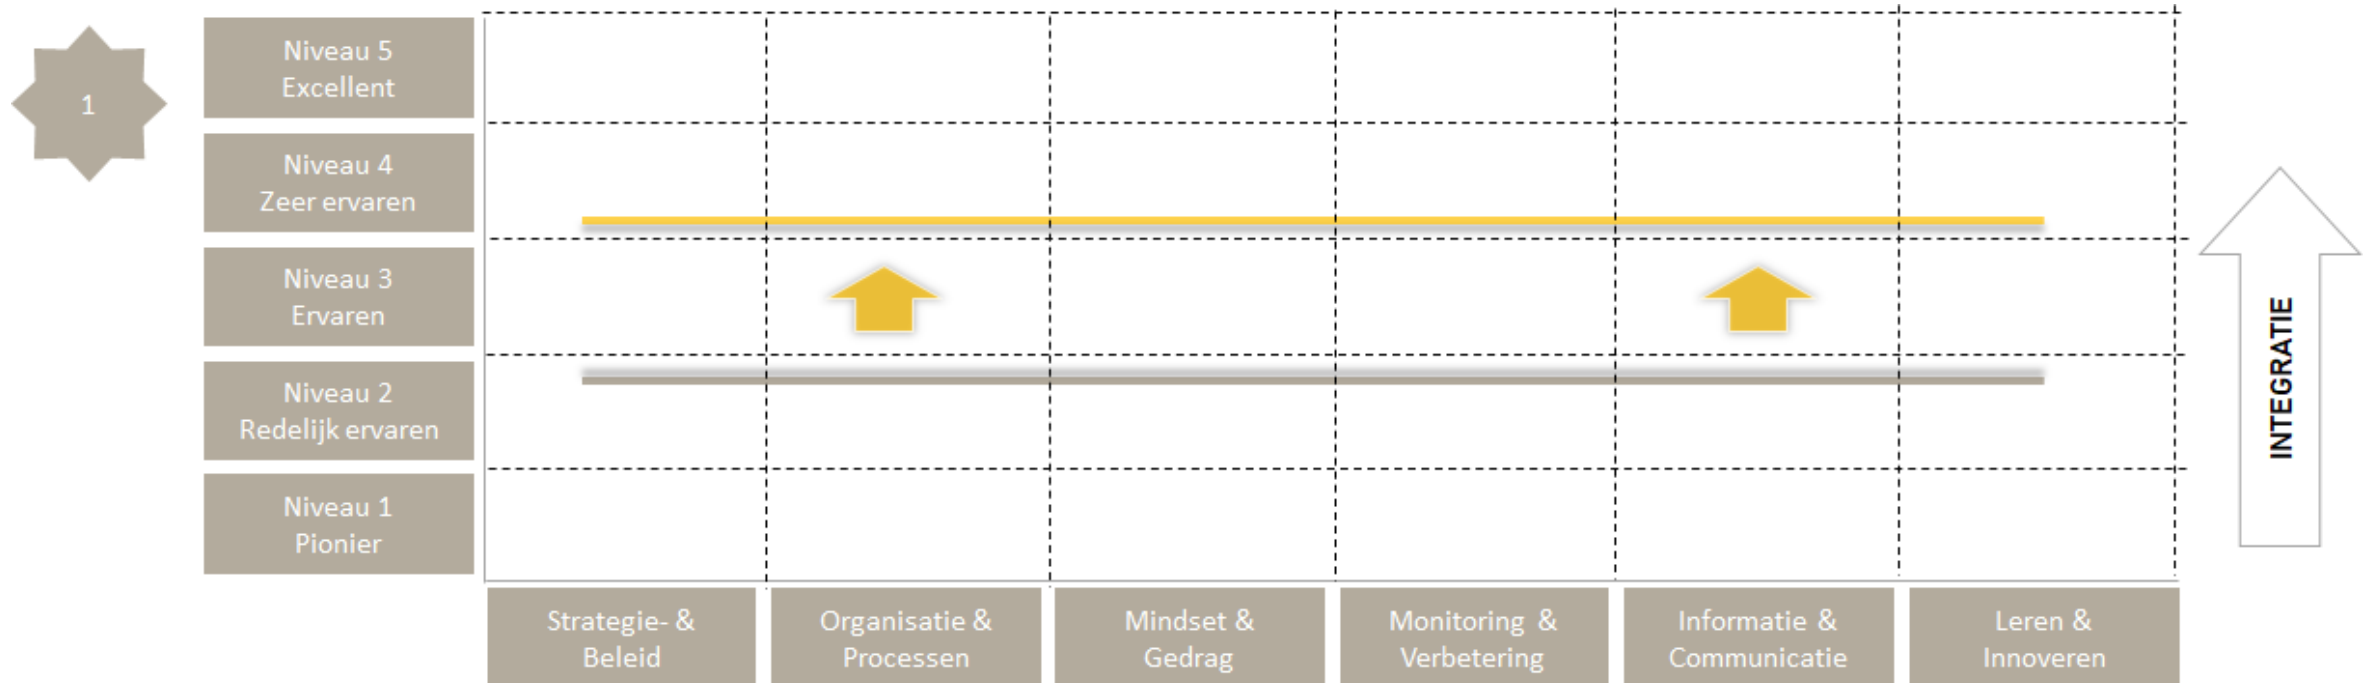 1
Niveau 5
Excellent
Niveau 4
Zeer ervaren
Niveau 3
Ervaren
Niveau 2
Redelijk ervaren
Niveau 1
Pionier
INTEGRATIE
Strategie- &
Beleid
Organisatie &
Processen
Mindset &
Gedrag
Monitoring &
Verbetering
Informatie &
Communicatie
Leren &
Innoveren